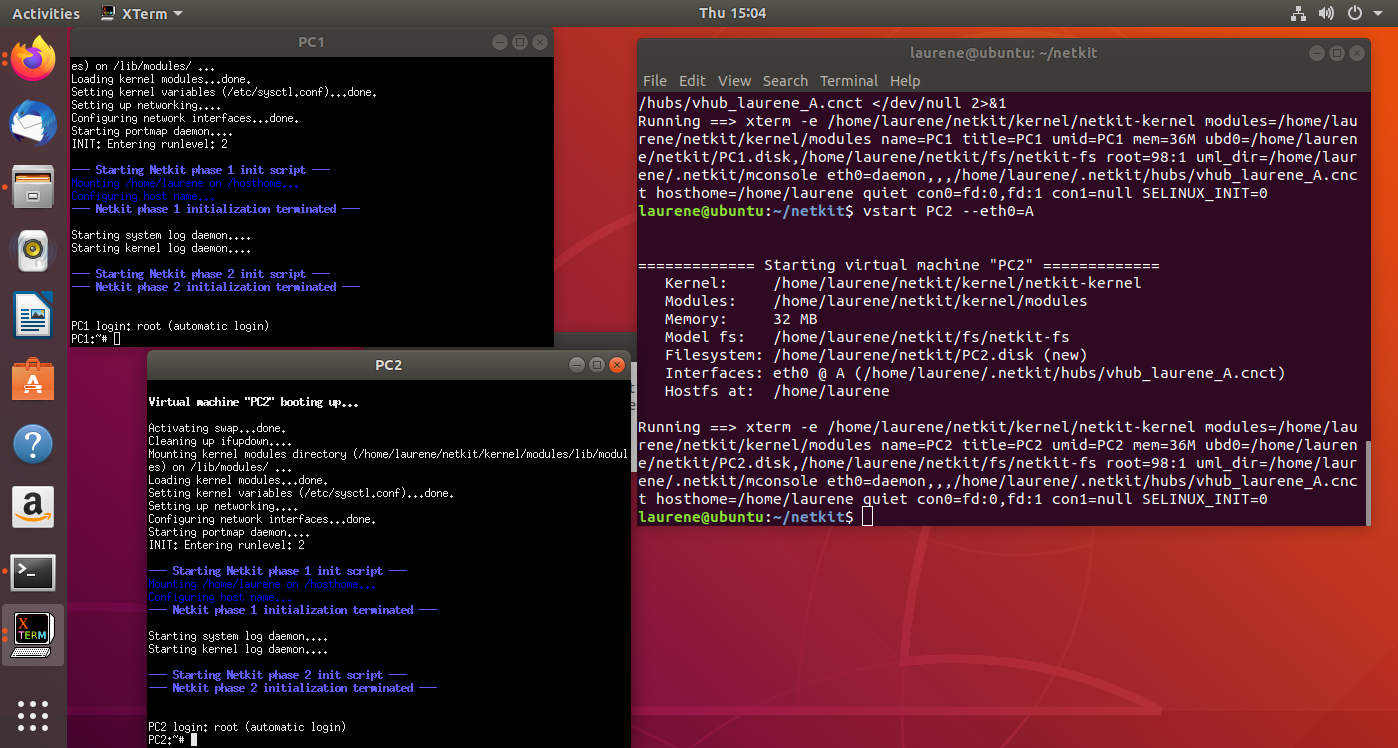 Activities
XTerm
Thu 15:04
PC1
es) on /lib/modules/ ...
Loading kernel modules...done.
Setting kernel variables (/etc/sysctl.conf)...done.
Setting up networking....
Configuring network interfaces...done.
Starting portmap daemon....
INIT: Entering runlevel: 2
─── Starting Netkit phase 1 init script ───
Mounting /home/laurene on /hosthome...
Configuring host name...
─── Netkit phase 1 initialization terminated ───
Starting system log daemon....
Starting kernel log daemon....
─── Starting Netkit phase 2 init script ───
─── Netkit phase 2 initialization terminated ───
PC1 login: root (automatic login)
PC1:~#
PC2
Virtual machine "PC2" booting up...
Activating swap...done.
Cleaning up ifupdown....
Mounting kernel modules directory (/home/laurene/netkit/kernel/modules/lib/modul
es) on /lib/modules/ ...
Loading kernel modules...done.
Setting kernel variables (/etc/sysctl.conf)...done.
Setting up networking....
Configuring network interfaces...done.
Starting portmap daemon....
INIT: Entering runlevel: 2
─── Starting Netkit phase 1 init script ───
Mounting /home/laurene on /hosthome...
Configuring host name...
─── Netkit phase 1 initialization terminated ───
Starting system log daemon....
Starting kernel log daemon....
─── Starting Netkit phase 2 init script ───
─── Netkit phase 2 initialization terminated ───
PC2 login: root (automatic login)
PC2:~#
laurene@ubuntu: ~/netkit
File Edit View Search Terminal Help
/hubs/vhub_laurene_A.cnct </dev/null 2>&1
Running ==> xterm -e /home/laurene/netkit/kernel/netkit-kernel modules=/home/lau
rene/netkit/kernel/modules name=PC1 title=PC1 umid=PC1 mem=36M ubd0=/home/lauren
e/netkit/PC1.disk,/home/laurene/netkit/fs/netkit-fs root=98:1 uml_dir=/home/laur
ene/.netkit/mconsole eth0=daemon,,,/home/laurene/.netkit/hubs/vhub_laurene_A.cnc
t hosthome=/home/laurene quiet con0=fd:0,fd:1 con1=null SELINUX_INIT=0
laurene@ubuntu:~/netkit$ vstart PC2 --eth0=A
============= Starting virtual machine "PC2" =============
Kernel: /home/laurene/netkit/kernel/netkit-kernel
Modules: /home/laurene/netkit/kernel/modules
Memory: 32 MB
Model fs: /home/laurene/netkit/fs/netkit-fs
Filesystem: /home/laurene/netkit/PC2.disk (new)
Interfaces: eth0 @ A (/home/laurene/.netkit/hubs/vhub_laurene_A.cnct)
Hostfs at: /home/laurene
Running ==> xterm -e /home/laurene/netkit/kernel/netkit-kernel modules=/home/lau
rene/netkit/kernel/modules name=PC2 title=PC2 umid=PC2 mem=36M ubd0=/home/lauren
e/netkit/PC2.disk,/home/laurene/netkit/fs/netkit-fs root=98:1 uml_dir=/home/laur
ene/.netkit/mconsole eth0=daemon,,,/home/laurene/.netkit/hubs/vhub_laurene_A.cnc
t hosthome=/home/laurene quiet con0=fd:0,fd:1 con1=null SELINUX_INIT=0
laurene@ubuntu:~/netkit$
A
?
a
>_
X
TERM